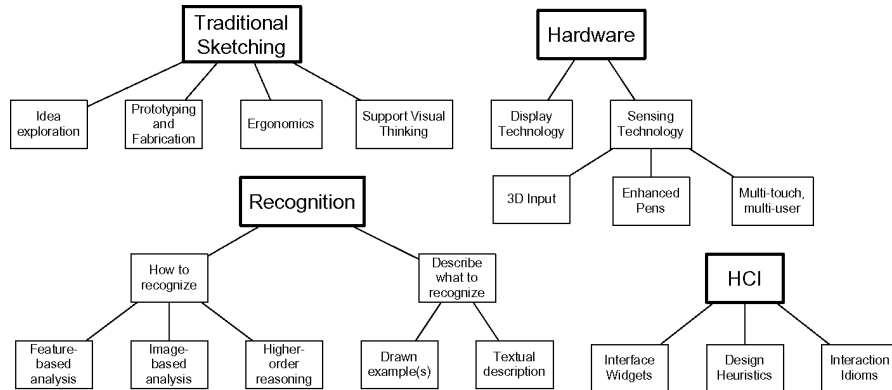 Traditional
Sketching
Idea
exploration
Prototyping
and
Fabrication
Ergonomics
Support Visual
Thinking
Hardware
Display
Technology
Sensing
Technology
3D Input
Enhanced
Pens
Multi-touch,
multi-user
Recognition
How to
recognize
Describe
what to
recognize
Feature-
based
analysis
Image-
based
analysis
Higher-
order
reasoning
Drawn
example(s)
Textual
description
HCI
Interface
Widgets
Design
Heuristics
Interaction
Idioms